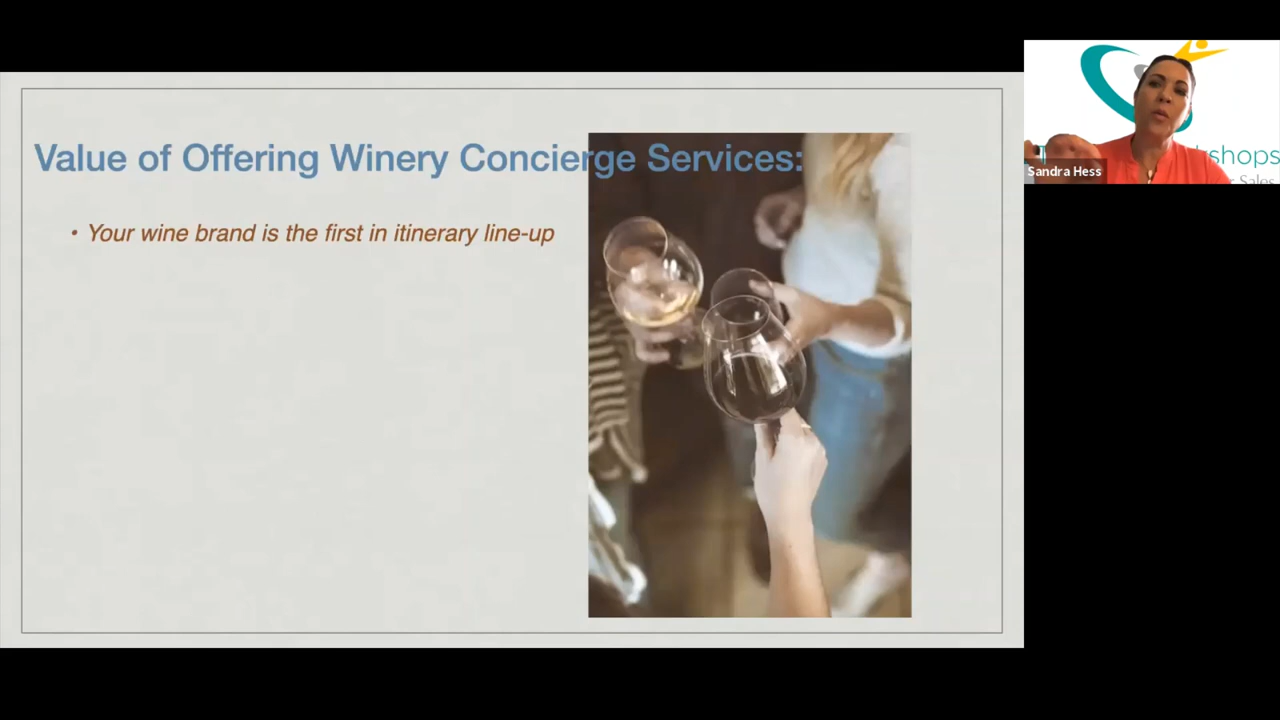 Value of Offering Winery Concierge Services:
• Your wine brand is the first in itinerary line-up
Sandra Hess